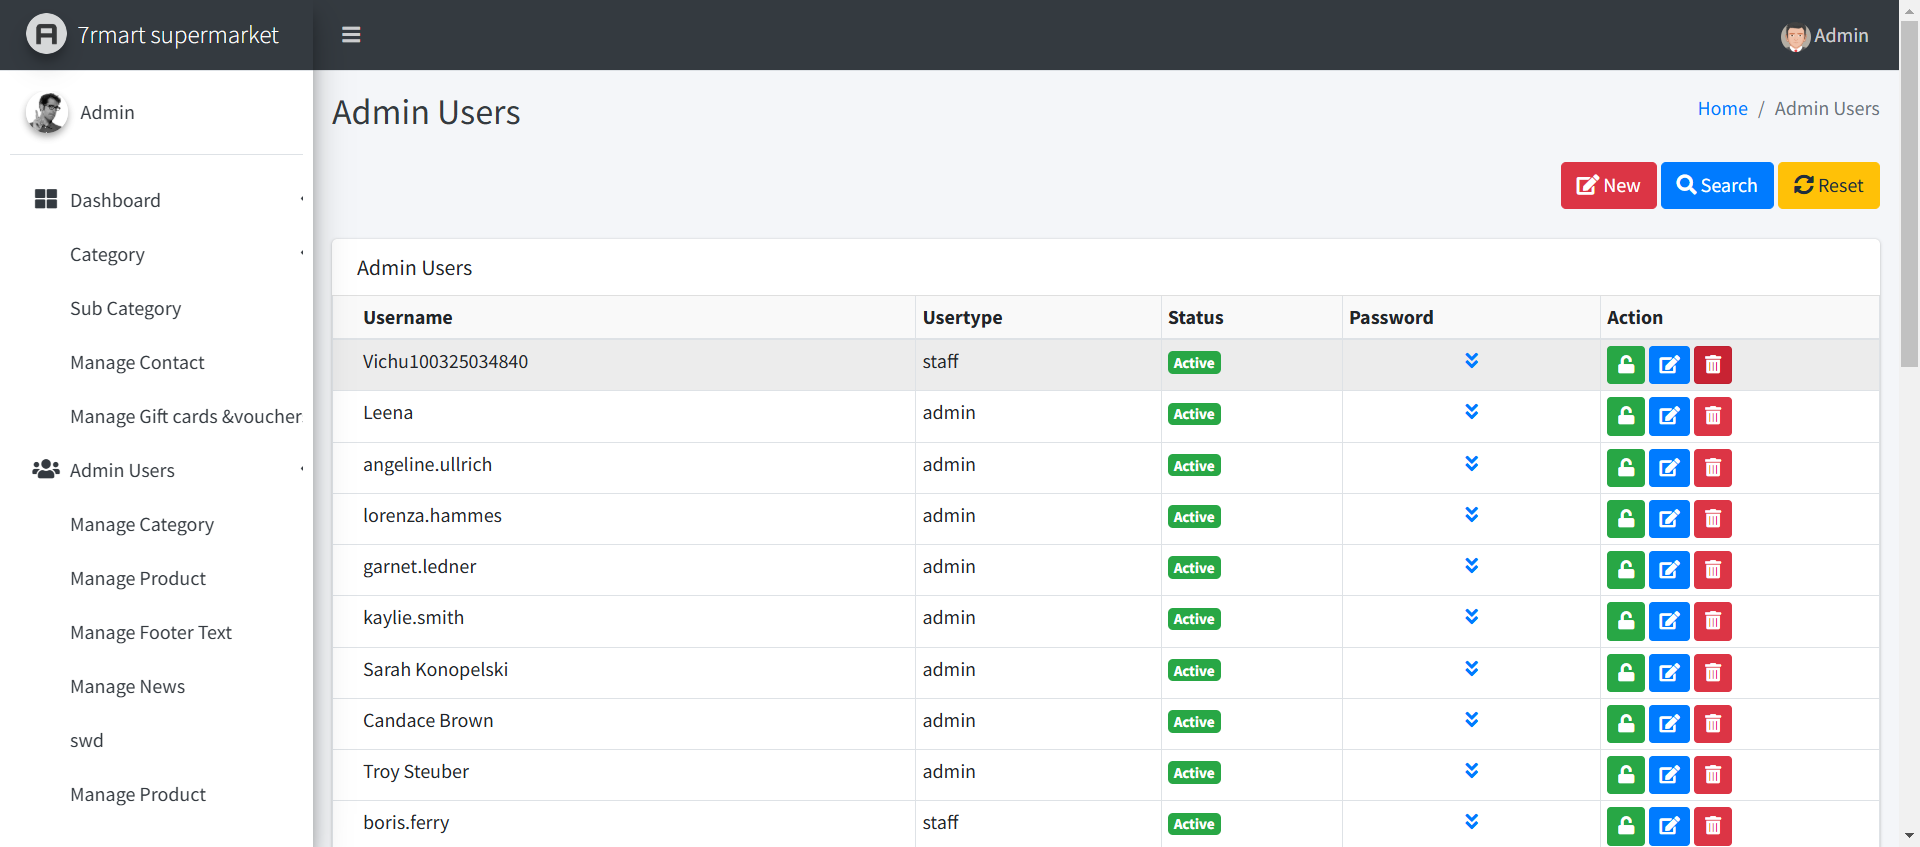 7rmart supermarket
Admin
Admin
Dashboard
Category
Sub Category
Manage Contact
Manage Gift cards &voucher
Admin Users
Manage Category
Manage Product
Manage Footer Text
Manage News
swd
Manage Product
Admin Users
Home / Admin Users
New Search Reset
Admin Users
Username Usertype Status Password Action
Vichu100325034840 staff Active
Leena admin Active
angeline.ullrich admin Active
lorenza.hammes admin Active
garnet.ledner admin Active
kaylie.smith admin Active
Sarah Konopelski admin Active
Candace Brown admin Active
Troy Steuber admin Active
boris.ferry staff Active